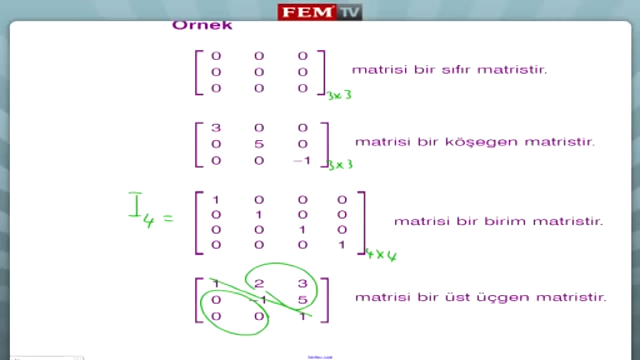 FEM TV
Örnek
0 0 0
0 0 0 matrisi bir sıfır matristir.
0 0 0
3x3
3 0 0
0 5 0 matrisi bir köşegen matristir.
0 0 -1
3x3
1 0 0 0
I4 = 0 1 0 0 matrisi bir birim matristir.
0 0 1 0
0 0 0 1
4x4
1 2 3
0 -1 5 matrisi bir üst üçgen matristir.
0 0 1